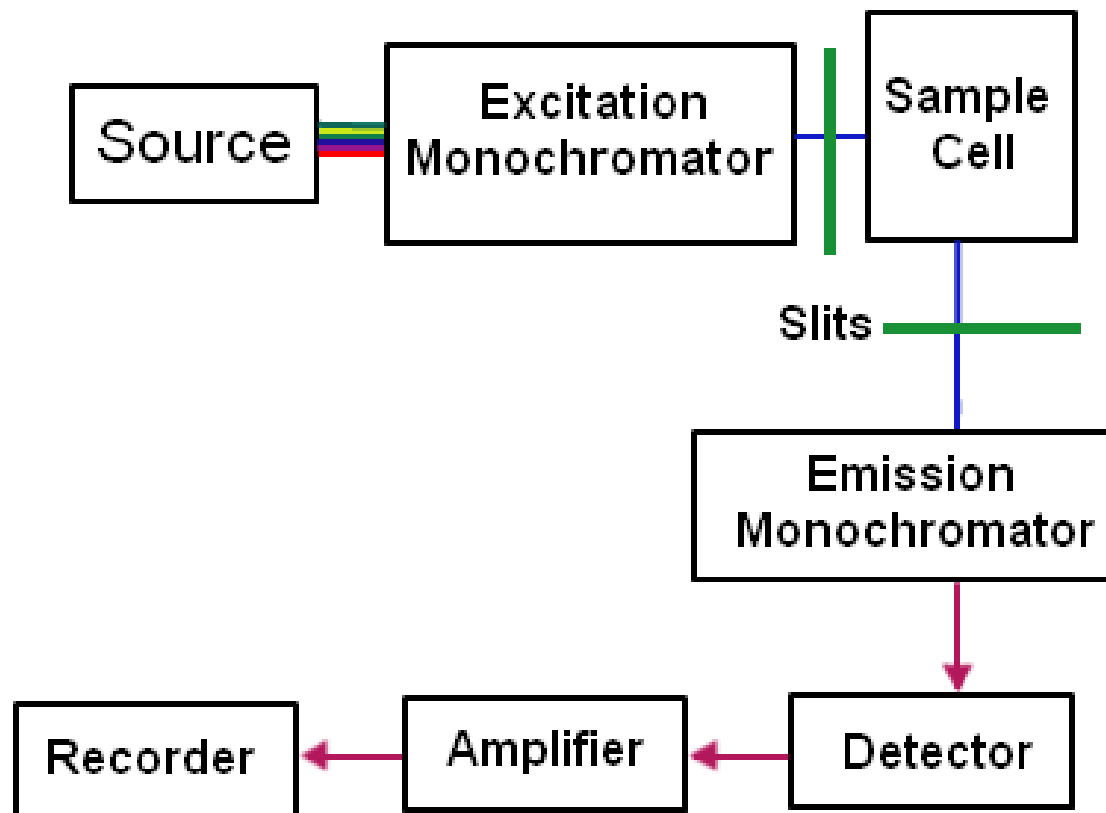 Source
Excitation
Monochromator
Sample
Cell
Slits
Emission
Monochromator
Detector
Amplifier
Recorder